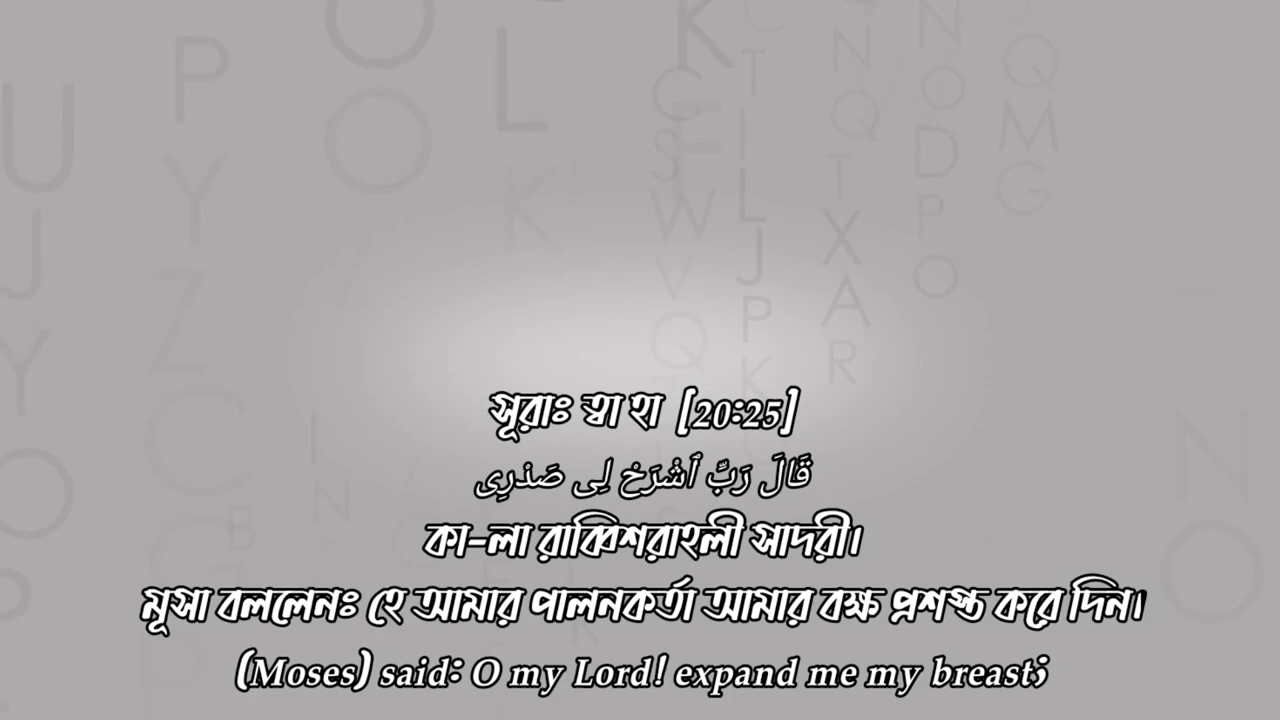 সূরাঃ ত্বা হা [20:25]
قَالَ رَبِّ ٱشْرَحْ لِى صَدْرِى
কা-লা রাব্বিশরাহলী সাদরী।
মূসা বললেনঃ হে আমার পালনকর্তা আমার বক্ষ প্রশস্ত করে দিন।
(Moses) said: O my Lord! expand me my breast;